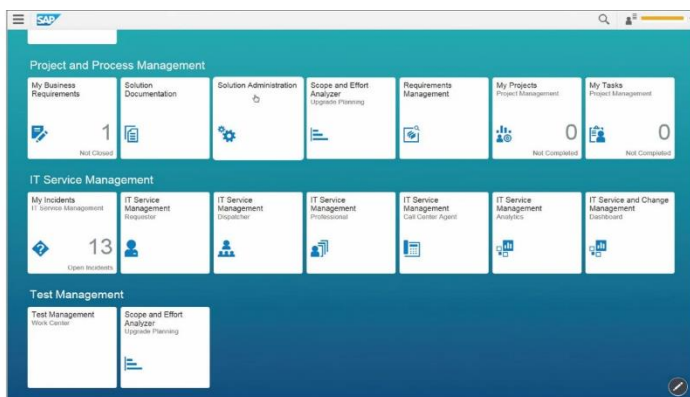 SAP
Project and Process Management
My Business
Requirements
1
Not Closed
Solution
Documentation
Solution Administration
Scope and Effort
Analyzer
Upgrade Planning
Requirements
Management
My Projects
Project Management
0
Not Completed
My Tasks
Project Management
0
Not Completed
IT Service Management
My Incidents
IT Service Management
13
Open Incidents
IT Service
Management
Requester
IT Service
Management
Dispatcher
IT Service
Management
Professional
IT Service
Management
Call Center Agent
IT Service
Management
Analytics
IT Service and Change
Management
Dashboard
Test Management
Test Management
Work Center
Scope and Effort
Analyzer
Upgrade Planning